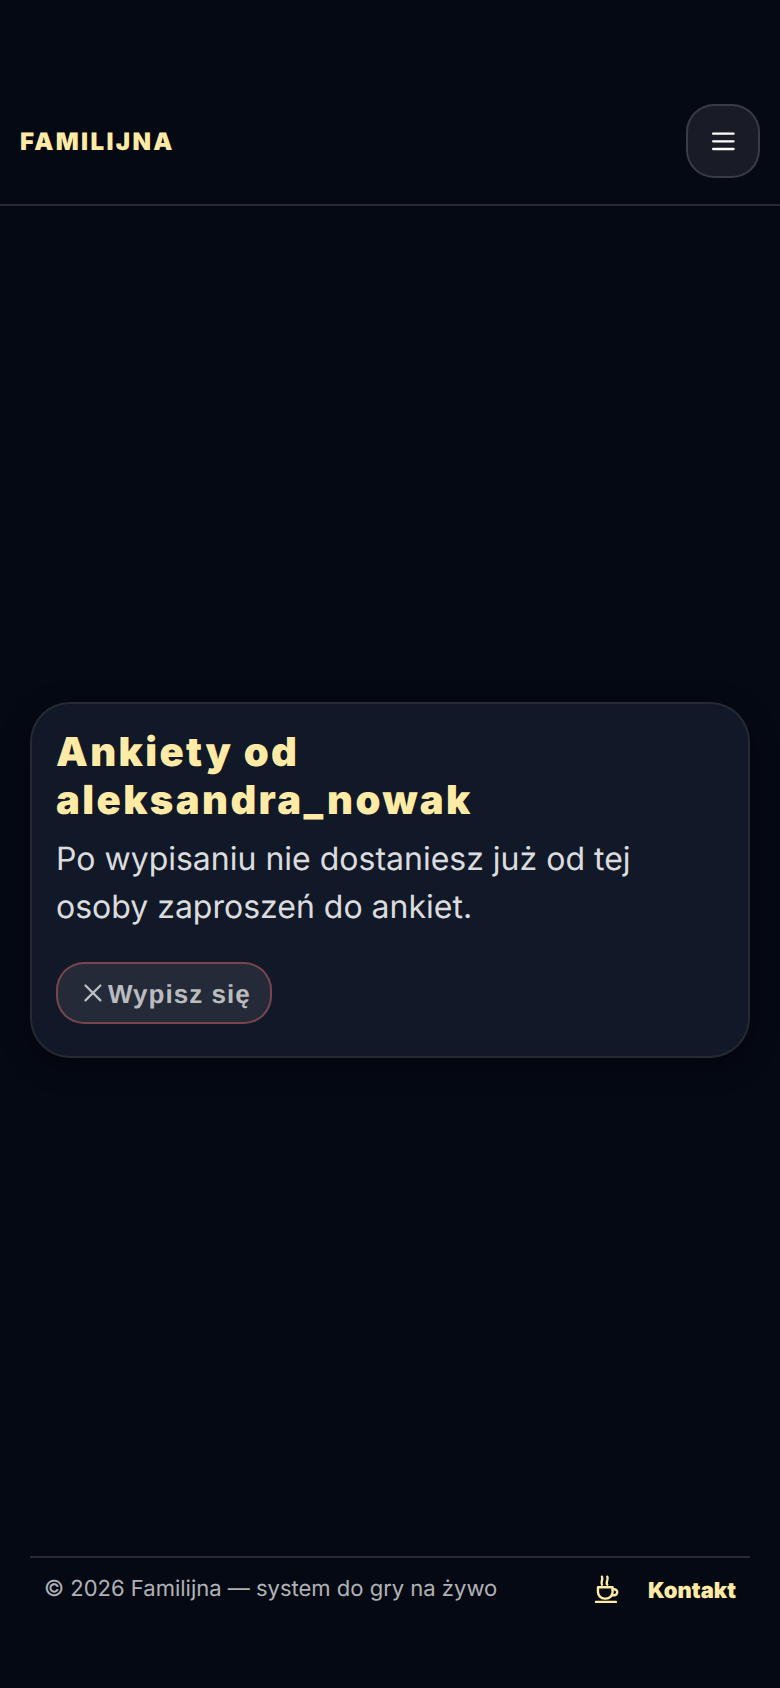 FAMILIJNA
Ankiety od
aleksandra_nowak
Po wypisaniu nie dostaniesz już od tej
osoby zaproszeń do ankiet.
Wypisz się
© 2026 Familijna — system do gry na żywo
Kontakt